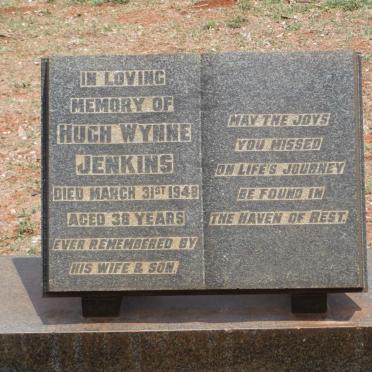 IN LOVING
MEMORY OF
HUGH WYNNE
JENKINS
DIED MARCH 31ST 1948
AGED 38 YEARS
EVER REMEMBERED BY
HIS WIFE & SON.
MAY THE JOYS
YOU MISSED
ON LIFE'S JOURNEY
BE FOUND IN
THE HAVEN OF REST.